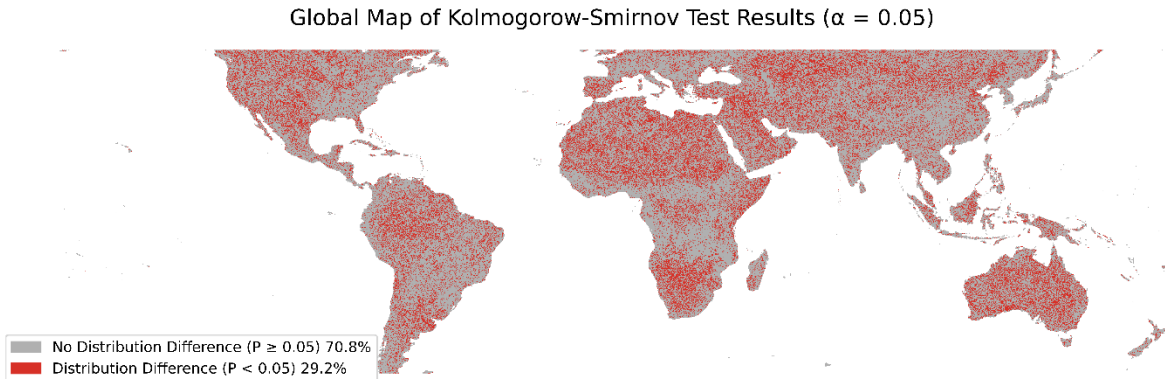 Global Map of Kolmogorow-Smirnov Test Results (α = 0.05)
No Distribution Difference (P ≥ 0.05) 70.8%
Distribution Difference (P < 0.05) 29.2%